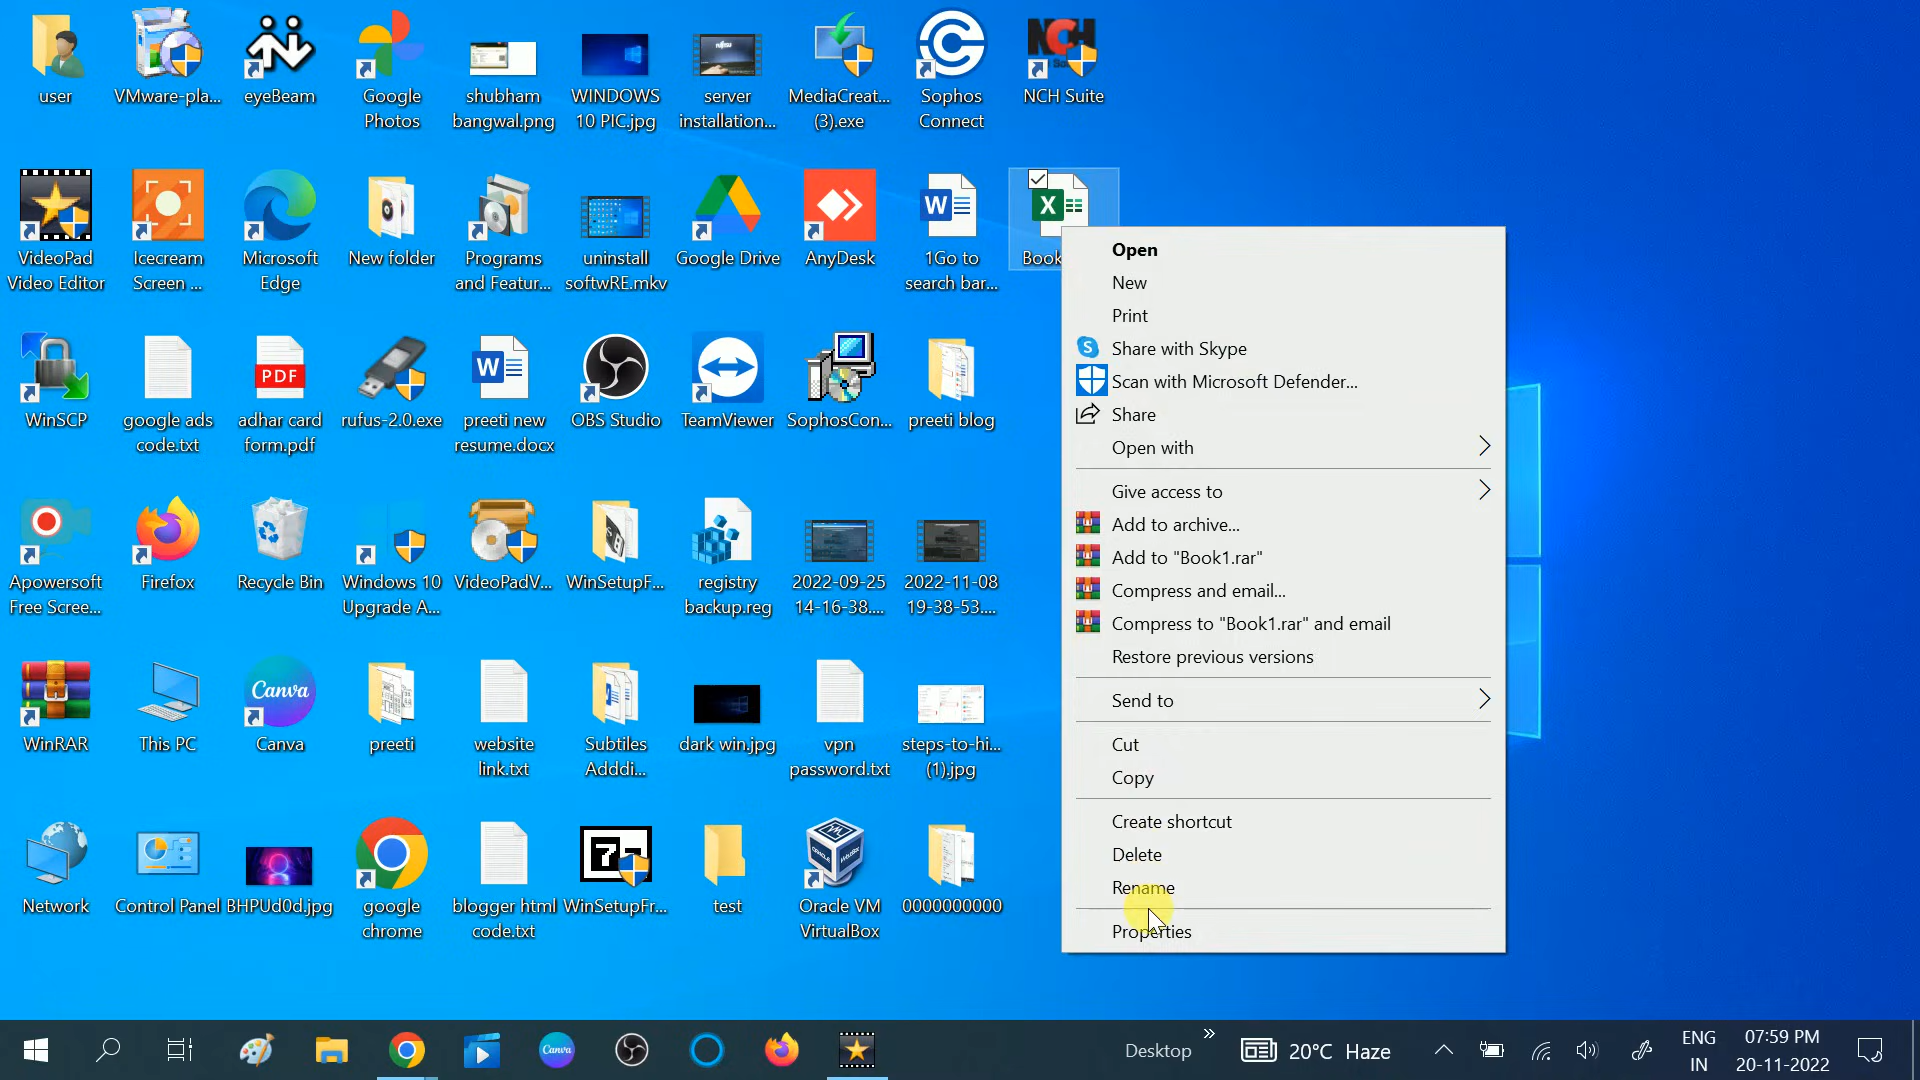 user
VMware-pla...
eyeBeam
Google
Photos
shubham
bangwal.png
WINDOWS
10 PIC.jpg
server
installation...
MediaCreat...
(3).exe
Sophos
Connect
NCH
NCH Suite
VideoPad
Video Editor
Icecream
Screen ...
Microsoft
Edge
New folder
Programs
and Featur...
uninstall
softwRE.mkv
Google Drive
AnyDesk
W
1Go to
search bar...
X
Book
WinSCP
google ads
code.txt
PDF
adhar card
form.pdf
rufus-2.0.exe
W
preeti new
resume.docx
OBS Studio
TeamViewer
SophosCon...
preeti blog
Apowersoft
Free Scree...
Firefox
Recycle Bin
Windows 10
Upgrade A...
VideoPadV...
WinSetupF...
registry
backup.reg
2022-09-25
14-16-38....
2022-11-08
19-38-53....
WinRAR
This PC
Canva
Canva
preeti
website
link.txt
Subtiles
Adddi...
dark win.jpg
vpn
password.txt
steps-to-hi...
(1).jpg
Network
Control Panel
BHPUd0d.jpg
google
chrome
blogger html
code.txt
WinSetupFr...
test
Oracle VM
VirtualBox
0000000000
Open
New
Print
S
Share with Skype
Scan with Microsoft Defender...
Share
Open with
Give access to
Add to archive...
Add to "Book1.rar"
Compress and email...
Compress to "Book1.rar" and email
Restore previous versions
Send to
Cut
Copy
Create shortcut
Delete
Rename
Properties
Canva
Desktop
20°C Haze
ENG
IN
07:59 PM
20-11-2022